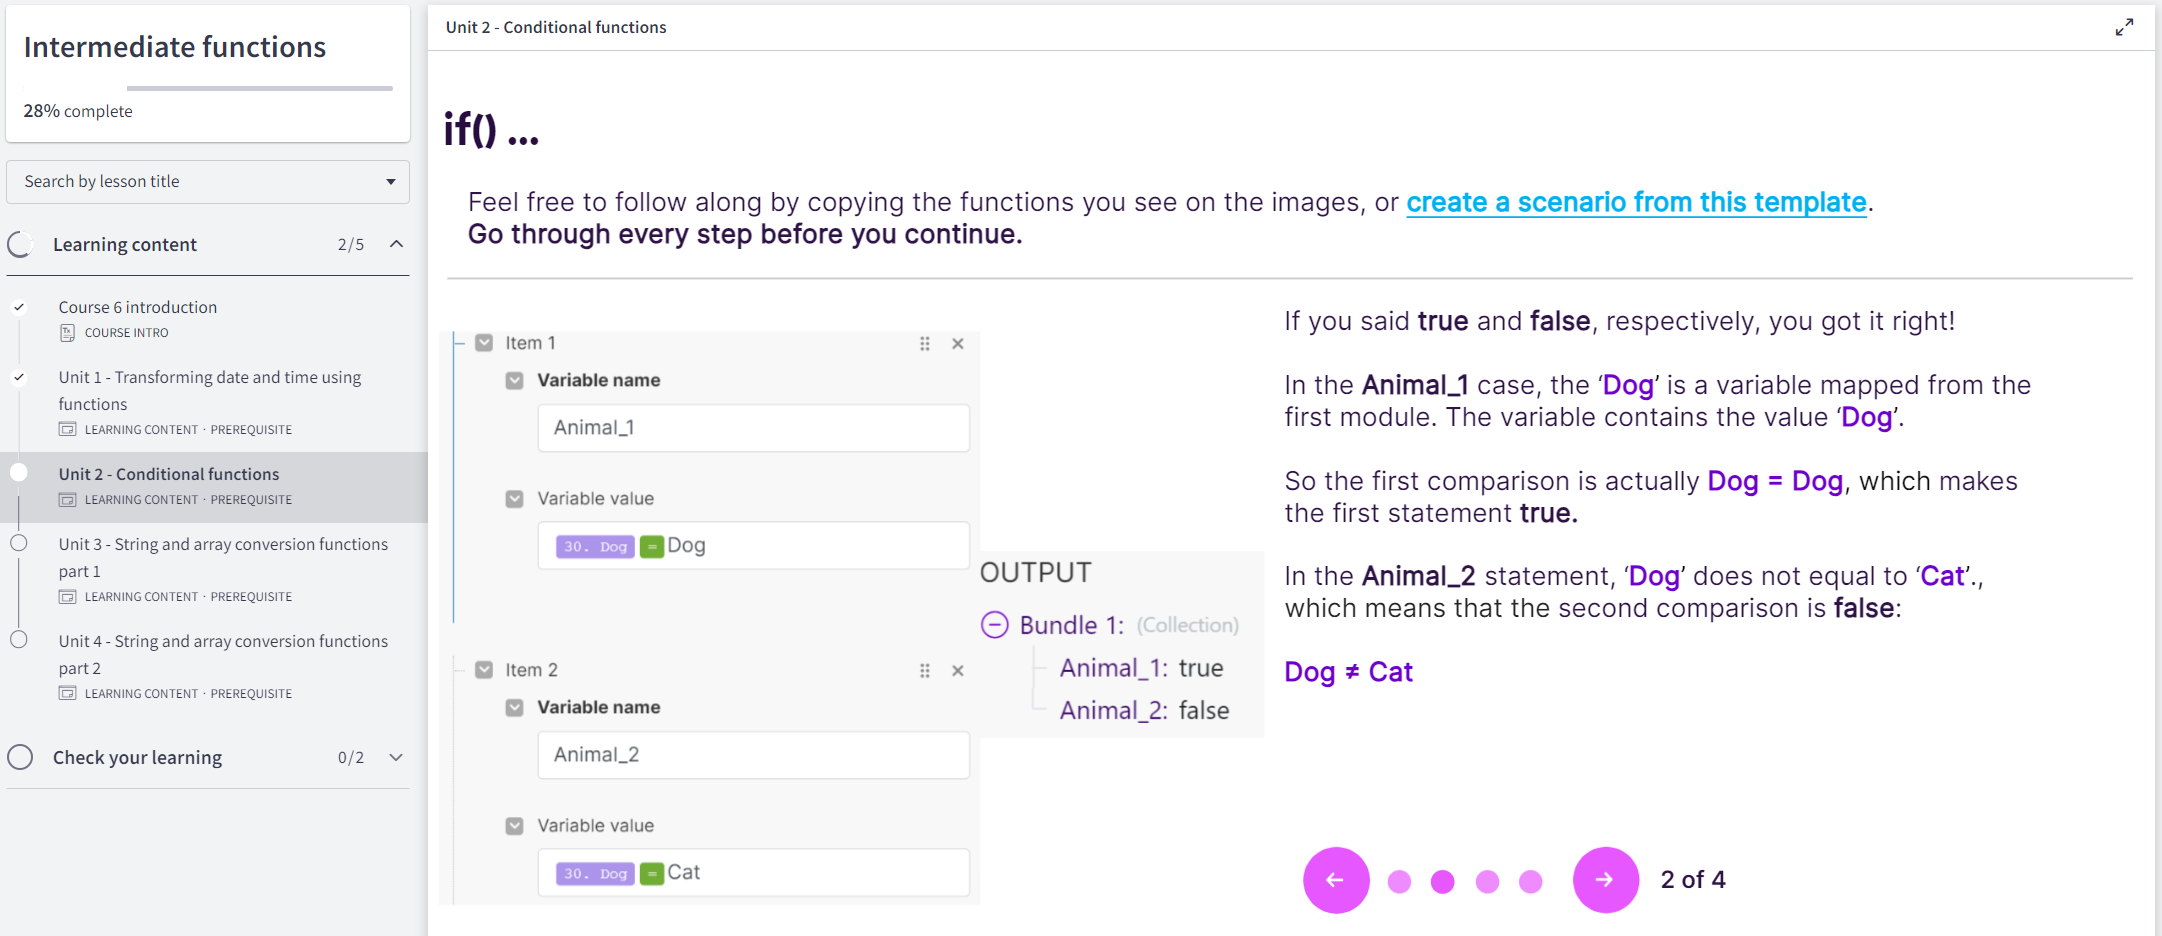 Intermediate functions
28% complete
Search by lesson title
Learning content 2/5
Course 6 introduction
COURSE INTRO
Unit 1 - Transforming date and time using
functions
LEARNING CONTENT · PREREQUISITE
Unit 2 - Conditional functions
LEARNING CONTENT · PREREQUISITE
Unit 3 - String and array conversion functions
part 1
LEARNING CONTENT · PREREQUISITE
Unit 4 - String and array conversion functions
part 2
LEARNING CONTENT · PREREQUISITE
Check your learning 0/2
Unit 2 - Conditional functions
if() ...
Feel free to follow along by copying the functions you see on the images, or create a scenario from this template.
Go through every step before you continue.
Item 1
Variable name
Animal_1
Variable value
30. Dog = Dog
Item 2
Variable name
Animal_2
Variable value
30. Dog = Cat
OUTPUT
Bundle 1: (Collection)
Animal_1: true
Animal_2: false
If you said true and false, respectively, you got it right!
In the Animal_1 case, the ‘Dog’ is a variable mapped from the
first module. The variable contains the value ‘Dog’.
So the first comparison is actually Dog = Dog, which makes
the first statement true.
In the Animal_2 statement, ‘Dog’ does not equal to ‘Cat’.,
which means that the second comparison is false:
Dog ≠ Cat
2 of 4